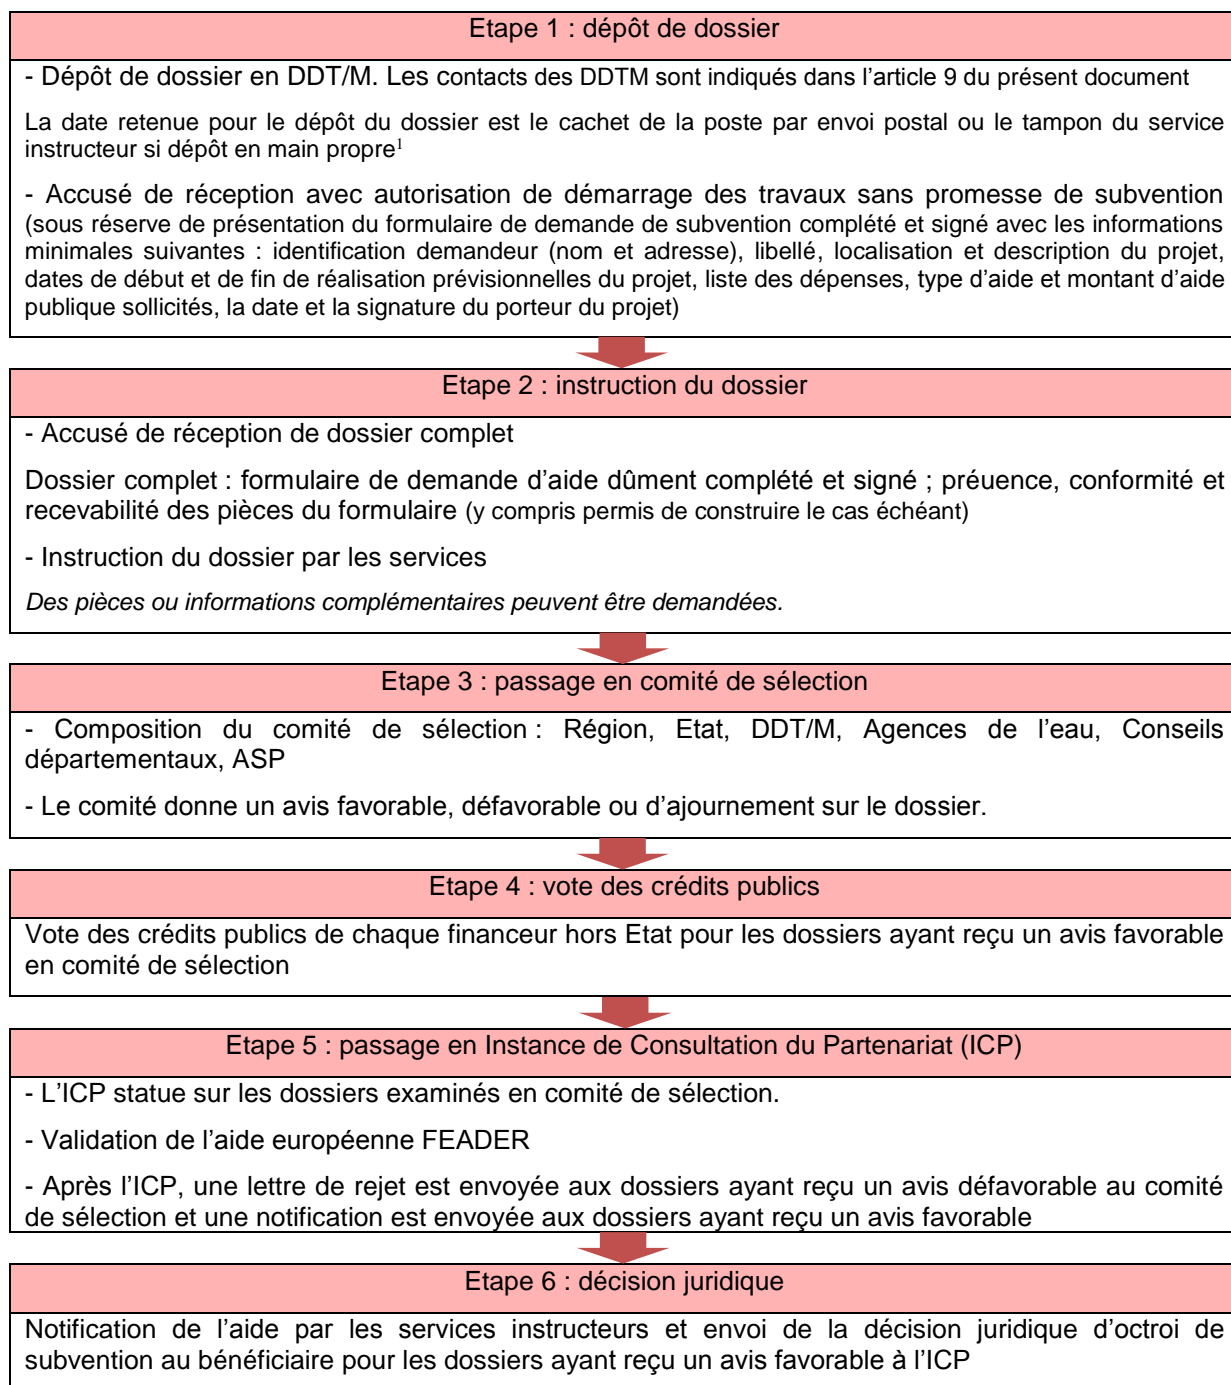 Etape 1 : dépôt de dossier
- Dépôt de dossier en DDT/M. Les contacts des DDTM sont indiqués dans l’article 9 du présent document
La date retenue pour le dépôt du dossier est le cachet de la poste par envoi postal ou le tampon du service
instructeur si dépôt en main propre¹
- Accusé de réception avec autorisation de démarrage des travaux sans promesse de subvention
(sous réserve de présentation du formulaire de demande de subvention complété et signé avec les informations
minimales suivantes : identification demandeur (nom et adresse), libellé, localisation et description du projet,
dates de début et de fin de réalisation prévisionnelles du projet, liste des dépenses, type d’aide et montant d’aide
publique sollicités, la date et la signature du porteur du projet)
Etape 2 : instruction du dossier
- Accusé de réception de dossier complet
Dossier complet : formulaire de demande d’aide dûment complété et signé ; préuence, conformité et
recevabilité des pièces du formulaire (y compris permis de construire le cas échéant)
- Instruction du dossier par les services
Des pièces ou informations complémentaires peuvent être demandées.
Etape 3 : passage en comité de sélection
- Composition du comité de sélection : Région, Etat, DDT/M, Agences de l’eau, Conseils
départementaux, ASP
- Le comité donne un avis favorable, défavorable ou d’ajournement sur le dossier.
Etape 4 : vote des crédits publics
Vote des crédits publics de chaque financeur hors Etat pour les dossiers ayant reçu un avis favorable
en comité de sélection
Etape 5 : passage en Instance de Consultation du Partenariat (ICP)
- L’ICP statue sur les dossiers examinés en comité de sélection.
- Validation de l’aide européenne FEADER
- Après l’ICP, une lettre de rejet est envoyée aux dossiers ayant reçu un avis défavorable au comité
de sélection et une notification est envoyée aux dossiers ayant reçu un avis favorable
Etape 6 : décision juridique
Notification de l’aide par les services instructeurs et envoi de la décision juridique d’octroi de
subvention au bénéficiaire pour les dossiers ayant reçu un avis favorable à l’ICP